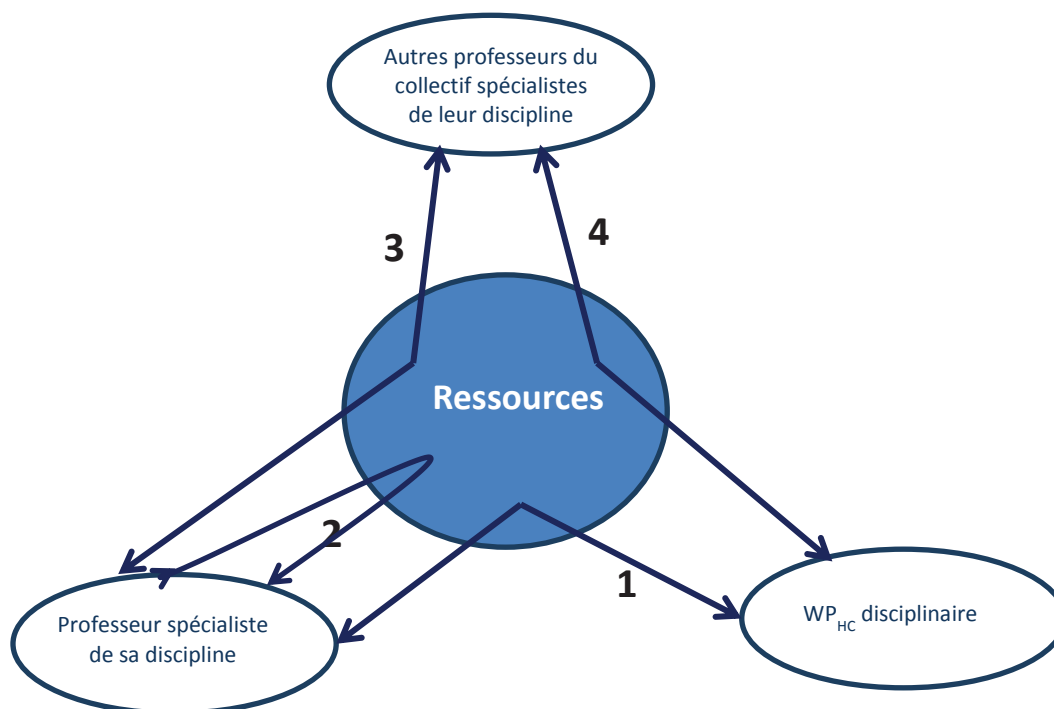 Autres professeurs du
collectif spécialistes
de leur discipline
3
4
Ressources
2
1
Professeur spécialiste
de sa discipline
WP_HC disciplinaire